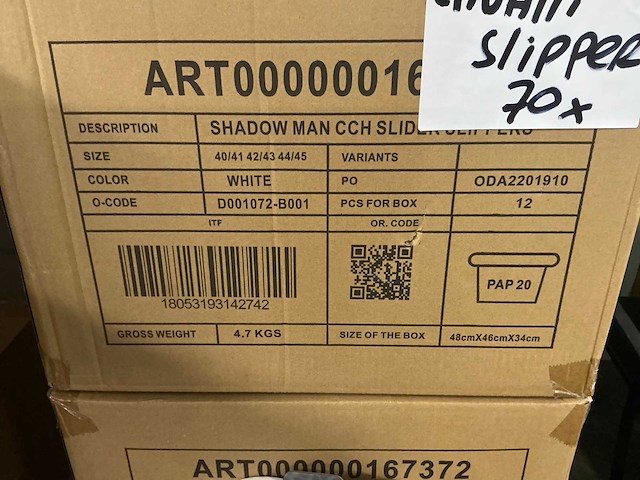 Slipper
70x
ART00000016
DESCRIPTION SHADOW MAN CCH SLIDER SLIPPERS
SIZE 40/41 42/43 44/45 VARIANTS
COLOR WHITE PO ODA2201910
O-CODE D001072-B001 PCS FOR BOX 12
ITF QR. CODE
18053193142742
PAP 20
GROSS WEIGHT 4.7 KGS SIZE OF THE BOX 48cmX46cmX34cm
ART000000167372